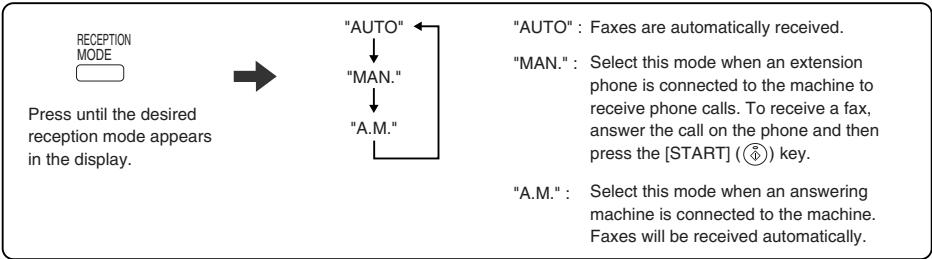 RECEPTION
MODE
Press until the desired
reception mode appears
in the display.
"AUTO"
"MAN."
"A.M."
"AUTO" : Faxes are automatically received.
"MAN." : Select this mode when an extension
phone is connected to the machine to
receive phone calls. To receive a fax,
answer the call on the phone and then
press the [START] ( ) key.
"A.M." : Select this mode when an answering
machine is connected to the machine.
Faxes will be received automatically.